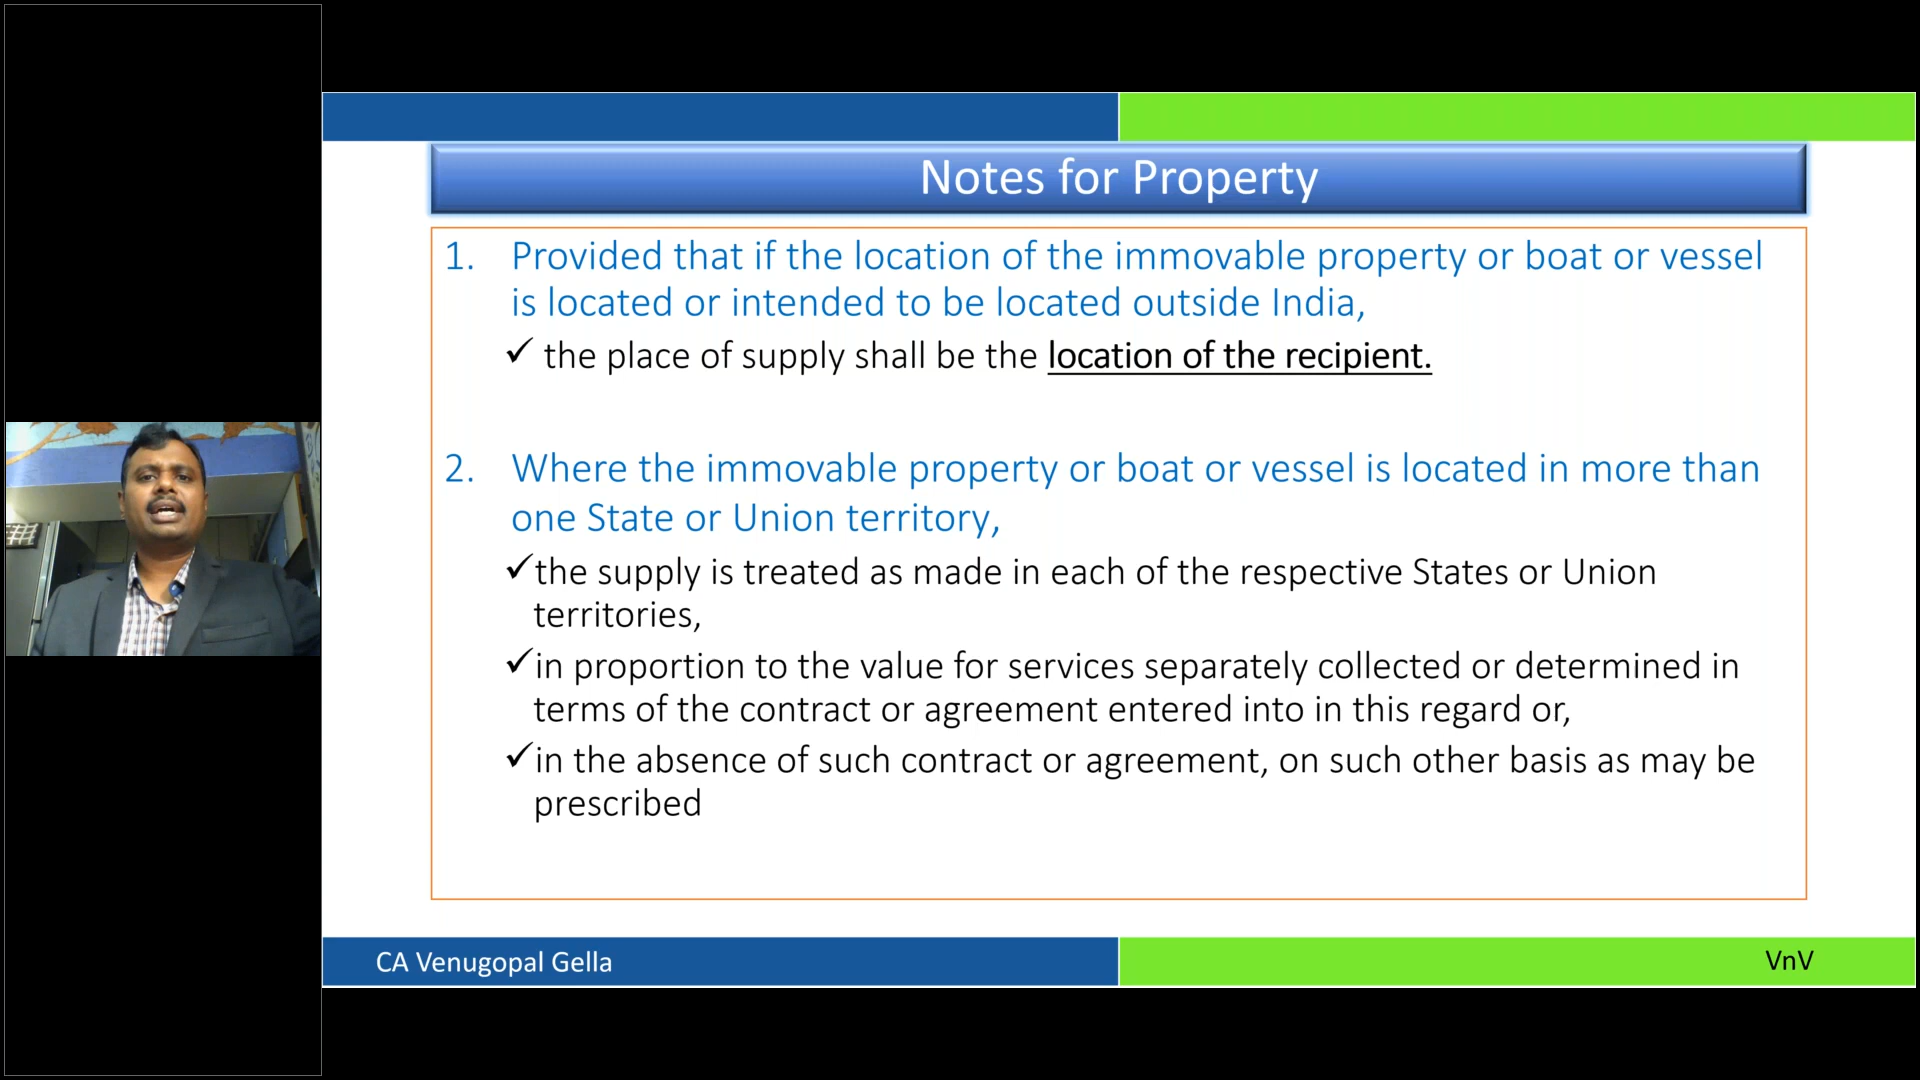 Notes for Property
1. Provided that if the location of the immovable property or boat or vessel
is located or intended to be located outside India,
✓ the place of supply shall be the location of the recipient.
2. Where the immovable property or boat or vessel is located in more than
one State or Union territory,
✓the supply is treated as made in each of the respective States or Union
territories,
✓in proportion to the value for services separately collected or determined in
terms of the contract or agreement entered into in this regard or,
✓in the absence of such contract or agreement, on such other basis as may be
prescribed
CA Venugopal Gella
VnV